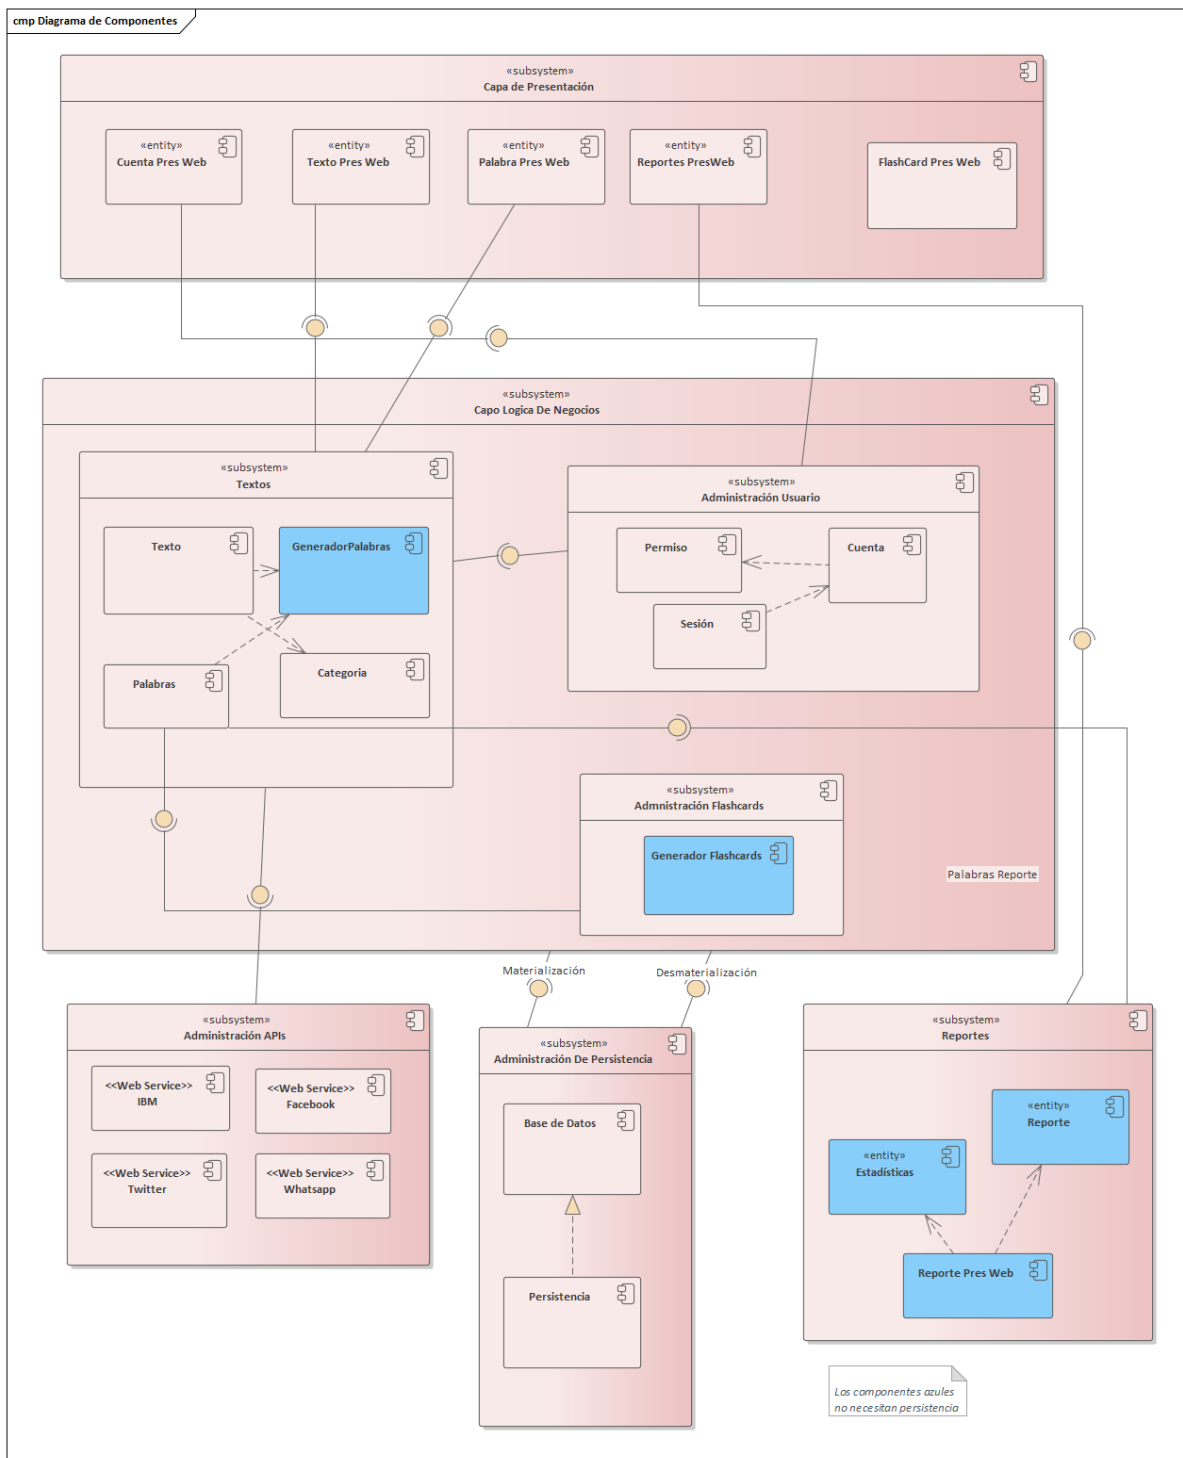 cmp Diagrama de Componentes
«subsystem»
Capa de Presentación
«entity»
Cuenta Pres Web
«entity»
Texto Pres Web
«entity»
Palabra Pres Web
«entity»
Reportes PresWeb
FlashCard Pres Web
«subsystem»
Capo Logica De Negocios
«subsystem»
Textos
Texto
GeneradorPalabras
Palabras
Categoria
«subsystem»
Administración Usuario
Permiso
Cuenta
Sesión
«subsystem»
Admnistración Flashcards
Generador Flashcards
Palabras Reporte
Materialización
Desmaterialización
«subsystem»
Administración APIs
<<Web Service>>
IBM
<<Web Service>>
Facebook
<<Web Service>>
Twitter
<<Web Service>>
Whatsapp
«subsystem»
Administración De Persistencia
Base de Datos
Persistencia
«subsystem»
Reportes
«entity»
Reporte
«entity»
Estadísticas
Reporte Pres Web
Los componentes azules
no necesitan persistencia